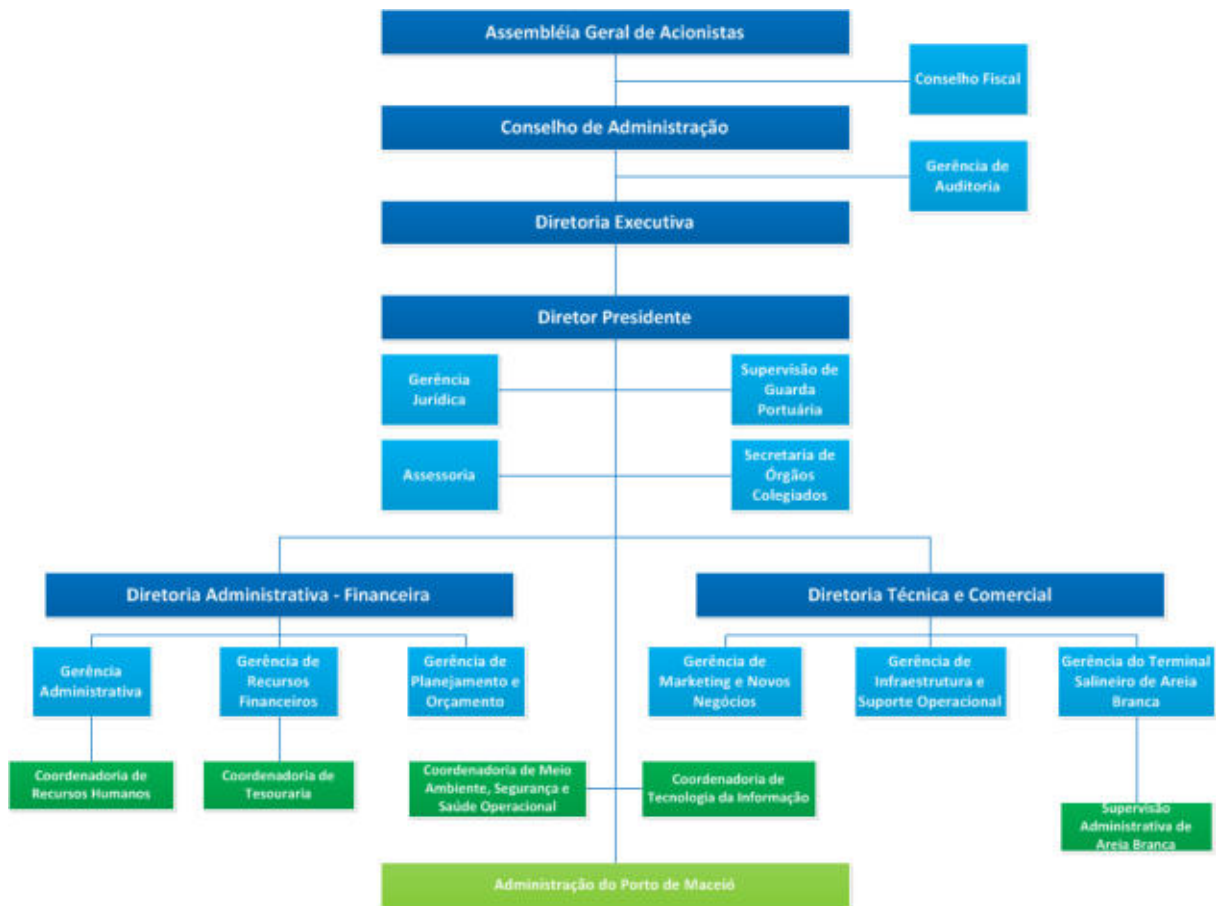 Assembléia Geral de Acionistas
Conselho Fiscal
Conselho de Administração
Gerência de
Auditoria
Diretoria Executiva
Diretor Presidente
Gerência
Jurídica
Supervisão de
Guarda
Portuária
Assessoria
Secretaria de
Órgãos
Colegiados
Diretoria Administrativa - Financeira
Diretoria Técnica e Comercial
Gerência
Administrativa
Gerência de
Recursos
Financeiros
Gerência de
Planejamento e
Orçamento
Gerência de
Marketing e Novos
Negócios
Gerência de
Infraestrutura e
Suporte Operacional
Gerência do Terminal
Salineiro de Areia
Branca
Coordenadoria de
Recursos Humanos
Coordenadoria de
Tesouraria
Coordenadoria de Meio
Ambiente, Segurança e
Saúde Operacional
Coordenadoria de
Tecnologia da Informação
Supervisão
Administrativa de
Areia Branca
Administração do Porto de Maceió